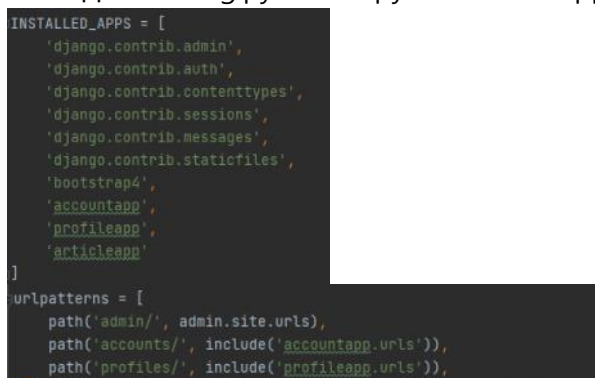 INSTALLED_APPS = [
'django.contrib.admin',
'django.contrib.auth',
'django.contrib.contenttypes',
'django.contrib.sessions',
'django.contrib.messages',
'django.contrib.staticfiles',
'bootstrap4',
'accountapp',
'profileapp',
'articleapp'
]
urlpatterns = [
path('admin/', admin.site.urls),
path('accounts/', include('accountapp.urls')),
path('profiles/', include('profileapp.urls')),